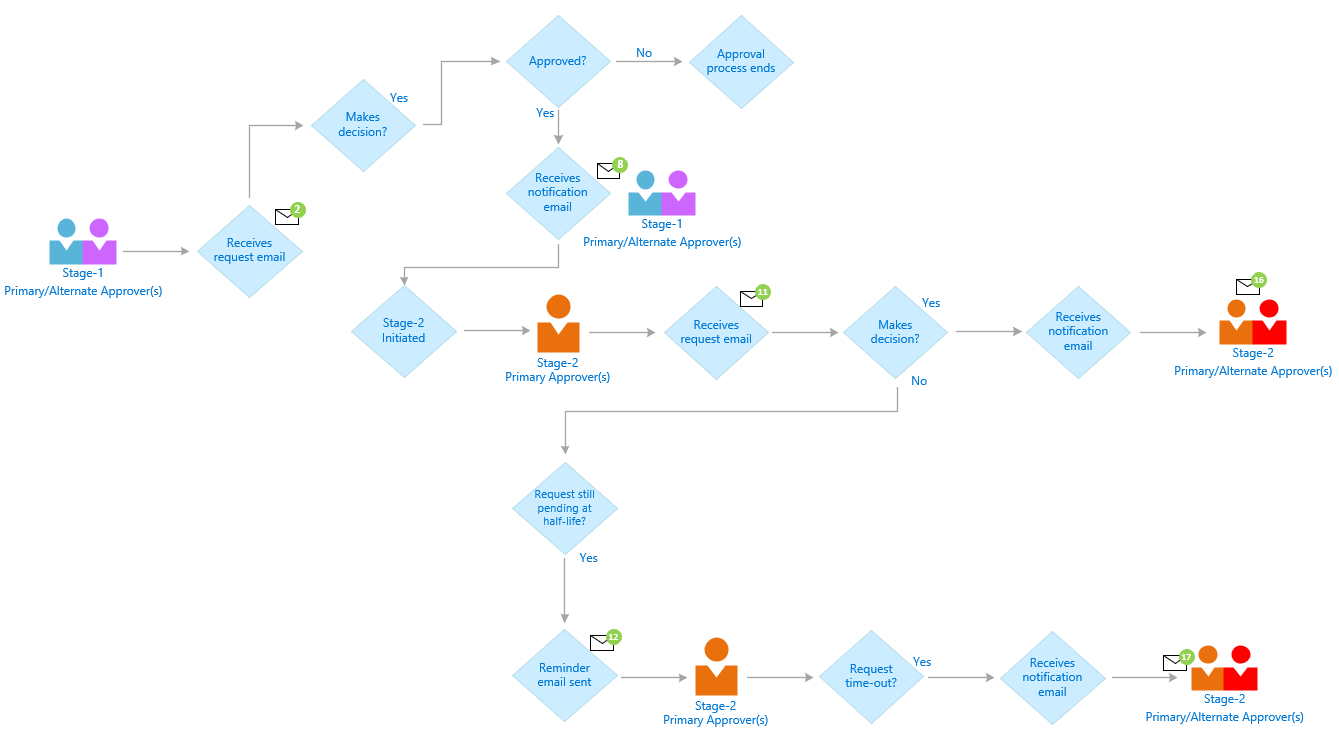 Approved?
No
Approval
process ends
Makes
decision?
Yes
Yes
Receives
notification
email
8
Stage-1
Primary/Alternate Approver(s)
Stage-1
Primary/Alternate Approver(s)
Receives
request email
2
Stage-2
Initiated
Stage-2
Primary Approver(s)
Receives
request email
11
Makes
decision?
Yes
No
Receives
notification
email
16
Stage-2
Primary/Alternate Approver(s)
Request still
pending at
half-life?
Yes
Reminder
email sent
12
Stage-2
Primary Approver(s)
Request
time-out?
Yes
Receives
notification
email
17
Stage-2
Primary/Alternate Approver(s)